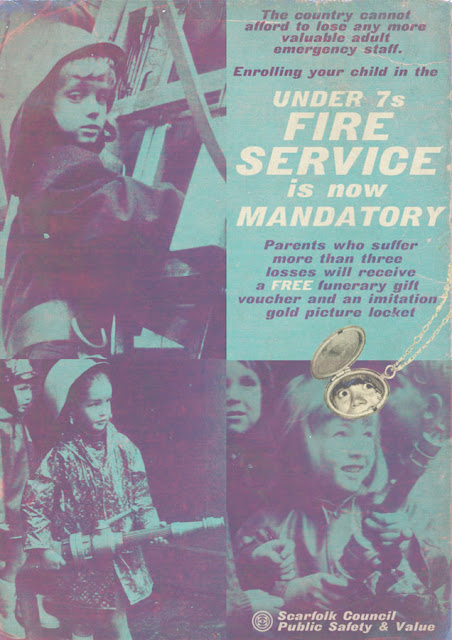 The country cannot
afford to lose any more
valuable adult
emergency staff.
Enrolling your child in the
UNDER 7s
FIRE
SERVICE
is now
MANDATORY
Parents who suffer
more than three
losses will receive
a FREE funerary gift
voucher and an imitation
gold picture locket
Scarfolk Council
Public Safety & Value